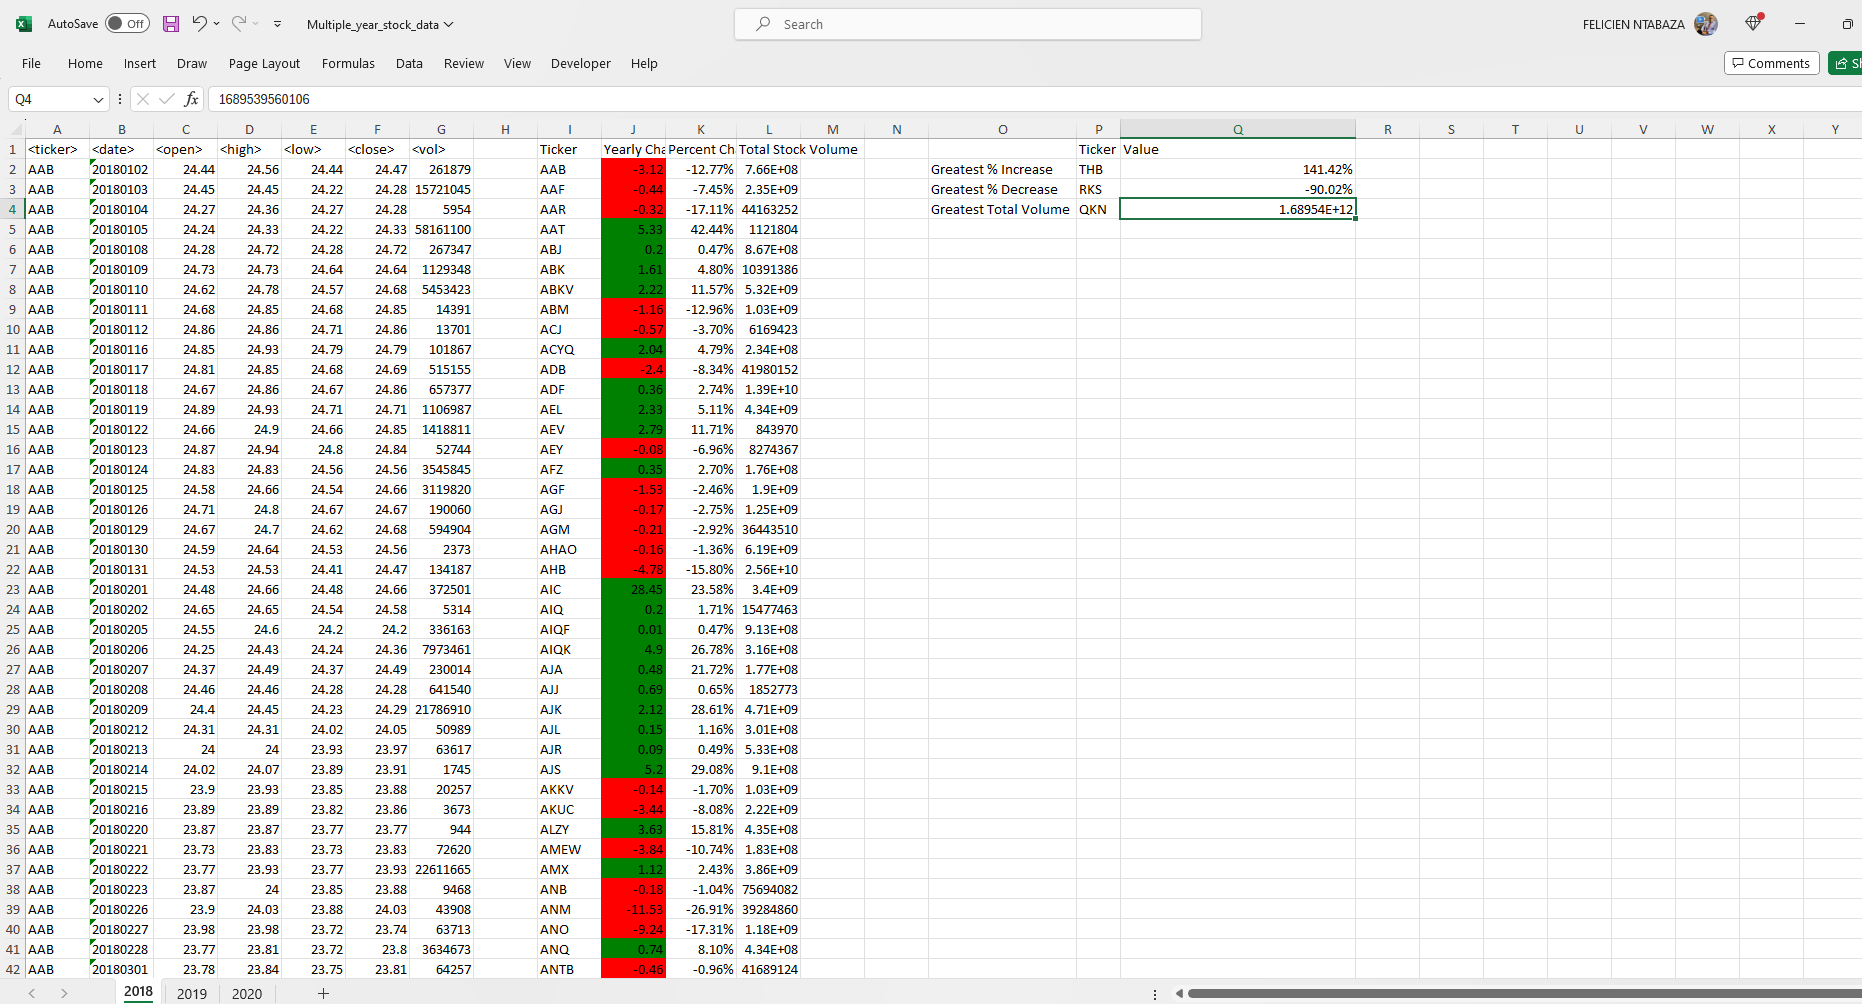 AutoSave Off Multiple_year_stock_data Search FELICIEN NTABAZA
File Home Insert Draw Page Layout Formulas Data Review View Developer Help Comments Sh
Q4 fx 1689539560106
A B C D E F G H I J K L M N O P Q R S T U V W X Y
1 <ticker> <date> <open> <high> <low> <close> <vol> Ticker Yearly Cha Percent Ch Total Stock Volume Ticker Value
2 AAB 20180102 24.44 24.56 24.44 24.47 261879 AAB -3.12 -12.77% 7.66E+08 Greatest % Increase THB 141.42%
3 AAB 20180103 24.45 24.45 24.22 24.28 15721045 AAF -0.44 -7.45% 2.35E+09 Greatest % Decrease RKS -90.02%
4 AAB 20180104 24.27 24.36 24.27 24.28 5954 AAR -0.32 -17.11% 44163252 Greatest Total Volume QKN 1.68954E+12
5 AAB 20180105 24.24 24.33 24.22 24.33 58161100 AAT 5.33 42.44% 1121804
6 AAB 20180108 24.28 24.72 24.28 24.72 267347 ABJ 0.2 0.47% 8.67E+08
7 AAB 20180109 24.73 24.73 24.64 24.64 1129348 ABK 1.61 4.80% 10391386
8 AAB 20180110 24.62 24.78 24.57 24.68 5453423 ABKV 2.22 11.57% 5.32E+09
9 AAB 20180111 24.68 24.85 24.68 24.85 14391 ABM -1.16 -12.96% 1.03E+09
10 AAB 20180112 24.86 24.86 24.71 24.86 13701 ACJ -0.57 -3.70% 6169423
11 AAB 20180116 24.85 24.93 24.79 24.79 101867 ACYQ 2.04 4.79% 2.34E+08
12 AAB 20180117 24.81 24.85 24.68 24.69 515155 ADB -2.4 -8.34% 41980152
13 AAB 20180118 24.67 24.86 24.67 24.86 657377 ADF 0.36 2.74% 1.39E+10
14 AAB 20180119 24.89 24.93 24.71 24.71 1106987 AEL 2.33 5.11% 4.34E+09
15 AAB 20180122 24.66 24.9 24.66 24.85 1418811 AEV 2.79 11.71% 843970
16 AAB 20180123 24.87 24.94 24.8 24.84 52744 AEY -0.08 -6.96% 8274367
17 AAB 20180124 24.83 24.83 24.56 24.56 3545845 AFZ 0.35 2.70% 1.76E+08
18 AAB 20180125 24.58 24.66 24.54 24.66 3119820 AGF -1.53 -2.46% 1.9E+09
19 AAB 20180126 24.71 24.8 24.67 24.67 190060 AGJ -0.17 -2.75% 1.25E+09
20 AAB 20180129 24.67 24.7 24.62 24.68 594904 AGM -0.21 -2.92% 36443510
21 AAB 20180130 24.59 24.64 24.53 24.56 2373 AHAO -0.16 -1.36% 6.19E+09
22 AAB 20180131 24.53 24.53 24.41 24.47 134187 AHB -4.78 -15.80% 2.56E+10
23 AAB 20180201 24.48 24.66 24.48 24.66 372501 AIC 28.45 23.58% 3.4E+09
24 AAB 20180202 24.65 24.65 24.54 24.58 5314 AIQ 0.2 1.71% 15477463
25 AAB 20180205 24.55 24.6 24.2 24.2 336163 AIQF 0.01 0.47% 9.13E+08
26 AAB 20180206 24.25 24.43 24.24 24.36 7973461 AIQK 4.9 26.78% 3.16E+08
27 AAB 20180207 24.37 24.49 24.37 24.49 230014 AJA 0.48 21.72% 1.77E+08
28 AAB 20180208 24.46 24.46 24.28 24.28 641540 AJJ 0.69 0.65% 1852773
29 AAB 20180209 24.4 24.45 24.23 24.29 21786910 AJK 2.12 28.61% 4.71E+09
30 AAB 20180212 24.31 24.31 24.02 24.05 50989 AJL 0.15 1.16% 3.01E+08
31 AAB 20180213 24 24 23.93 23.97 63617 AJR 0.09 0.49% 5.33E+08
32 AAB 20180214 24.02 24.07 23.89 23.91 1745 AJS 5.2 29.08% 9.1E+08
33 AAB 20180215 23.9 23.93 23.85 23.88 20257 AKKV -0.14 -1.70% 1.03E+09
34 AAB 20180216 23.89 23.89 23.82 23.86 3673 AKUC -3.44 -8.08% 2.22E+09
35 AAB 20180220 23.87 23.87 23.77 23.77 944 ALZY 3.63 15.81% 4.35E+08
36 AAB 20180221 23.73 23.83 23.73 23.83 72620 AMEW -3.84 -10.74% 1.83E+08
37 AAB 20180222 23.77 23.93 23.77 23.93 22611665 AMX 1.12 2.43% 3.86E+09
38 AAB 20180223 23.87 24 23.85 23.88 9468 ANB -0.18 -1.04% 75694082
39 AAB 20180226 23.9 24.03 23.88 24.03 43908 ANM -11.53 -26.91% 39284860
40 AAB 20180227 23.98 23.98 23.72 23.74 63713 ANO -9.24 -17.31% 1.18E+09
41 AAB 20180228 23.77 23.81 23.72 23.8 3634673 ANQ 0.74 8.10% 4.34E+08
42 AAB 20180301 23.78 23.84 23.75 23.81 64257 ANTB -0.46 -0.96% 41689124
2018 2019 2020